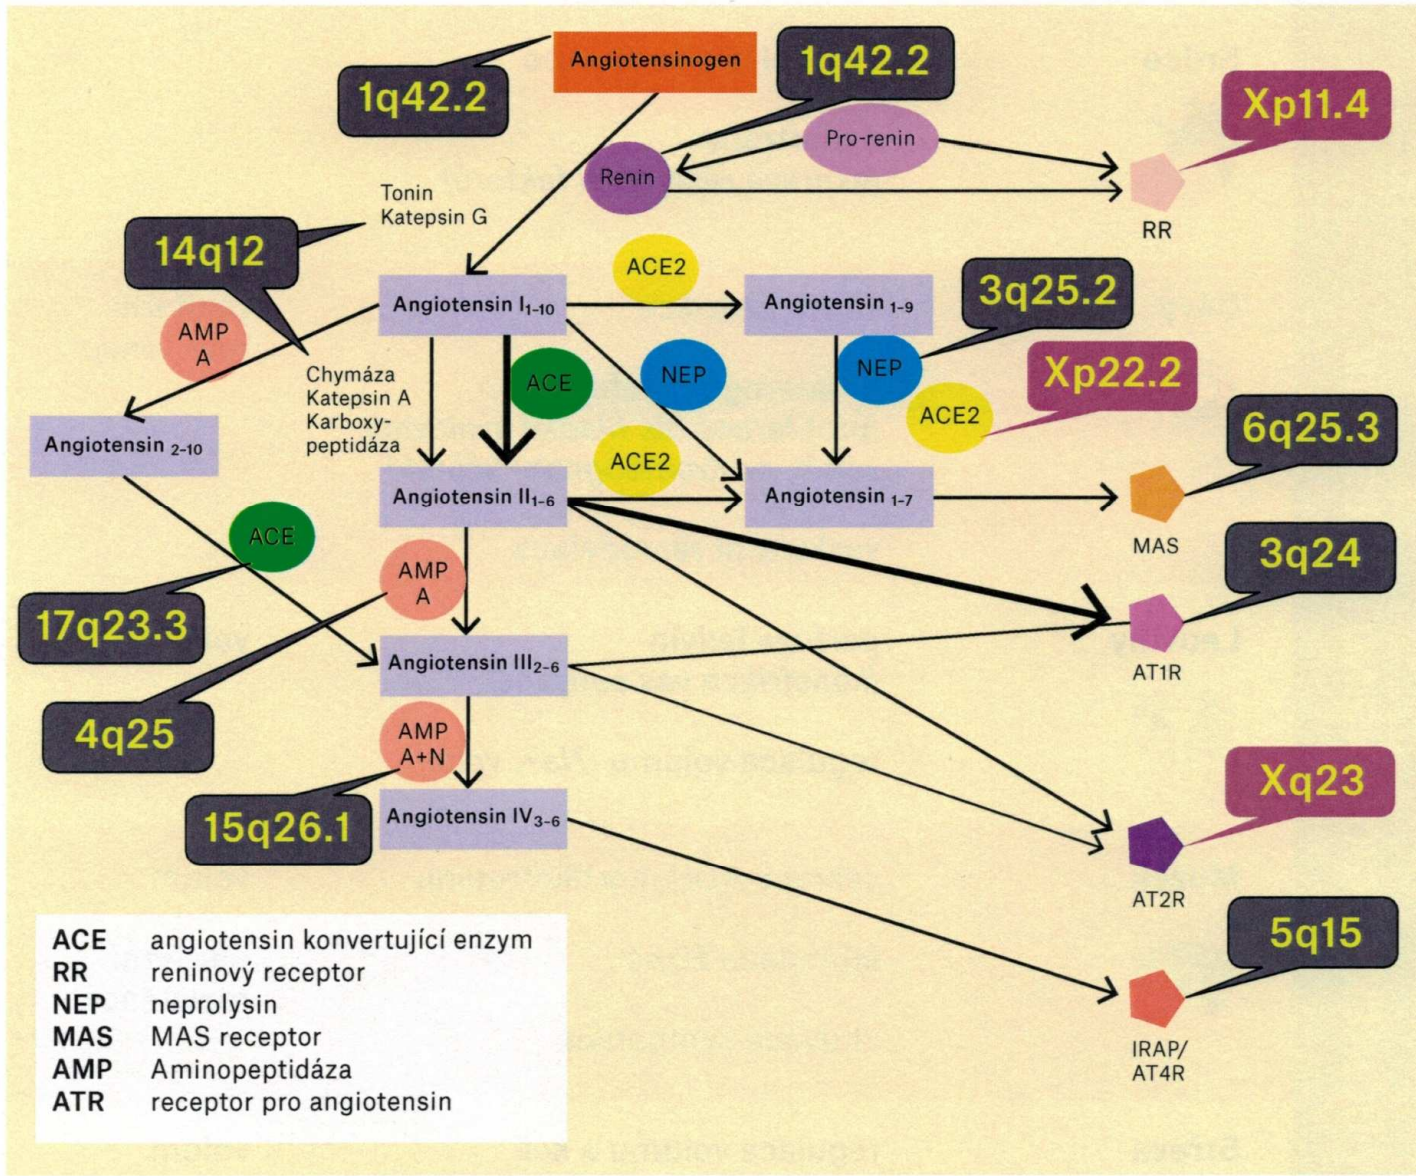 Angiotensinogen
1q42.2
1q42.2
Xp11.4
Pro-renin
Renin
RR
Tonin
Katepsin G
14q12
ACE2
Angiotensin I1-10
Angiotensin 1-9
3q25.2
AMP
A
Chymáza
Katepsin A
Karboxy-
peptidáza
ACE
NEP
NEP
Xp22.2
ACE2
Angiotensin 2-10
6q25.3
ACE2
Angiotensin II1-6
Angiotensin 1-7
MAS
ACE
AMP
A
3q24
17q23.3
Angiotensin III2-6
AT1R
4q25
AMP
A+N
Xq23
15q26.1
Angiotensin IV3-6
AT2R
5q15
IRAP/
AT4R
ACE angiotensin konvertující enzym
RR reninový receptor
NEP neprolysin
MAS MAS receptor
AMP Aminopeptidáza
ATR receptor pro angiotensin